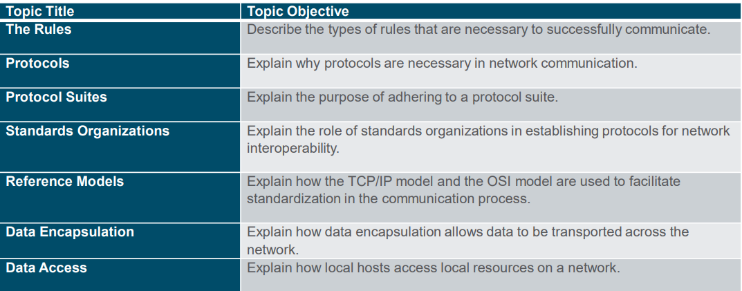 Topic Title Topic Objective
The Rules Describe the types of rules that are necessary to successfully communicate.
Protocols Explain why protocols are necessary in network communication.
Protocol Suites Explain the purpose of adhering to a protocol suite.
Standards Organizations Explain the role of standards organizations in establishing protocols for network
interoperability.
Reference Models Explain how the TCP/IP model and the OSI model are used to facilitate
standardization in the communication process.
Data Encapsulation Explain how data encapsulation allows data to be transported across the
network.
Data Access Explain how local hosts access local resources on a network.